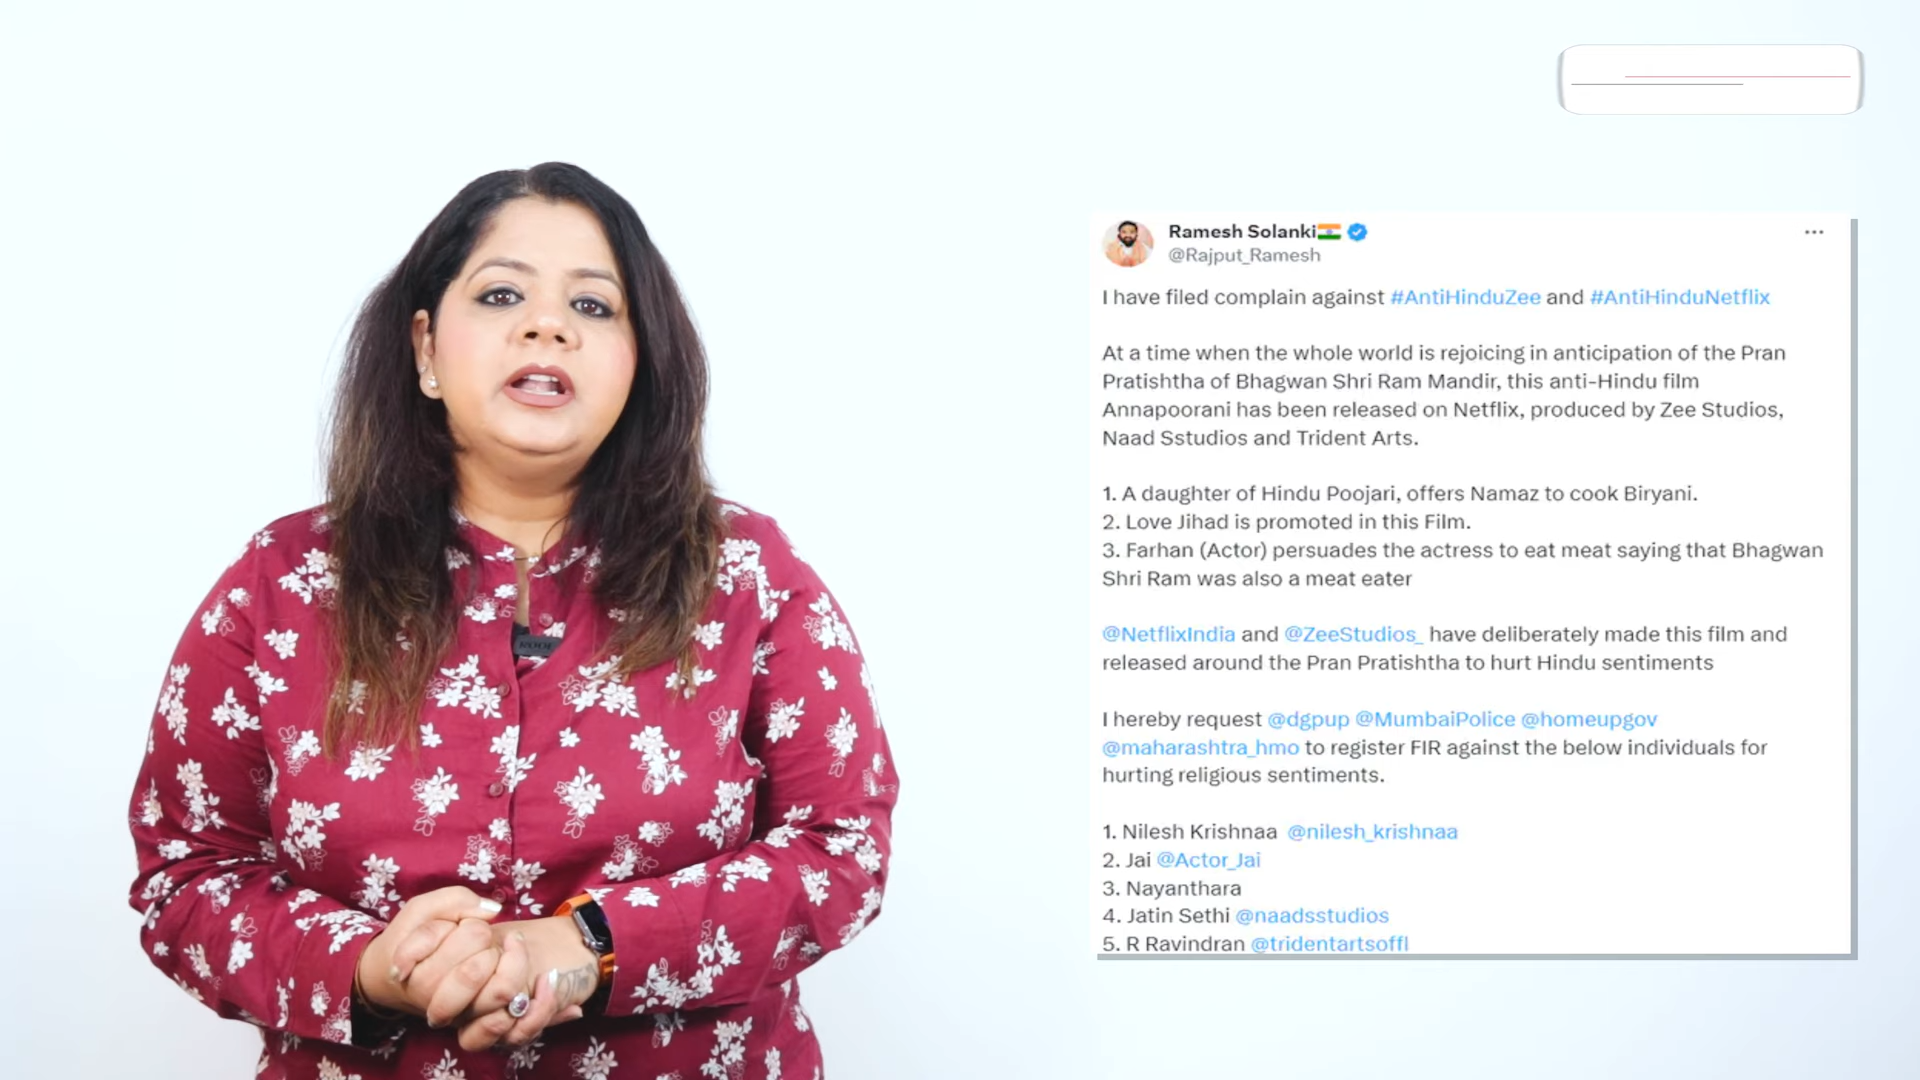 Ramesh Solanki
@Rajput_Ramesh
I have filed complain against #AntiHinduZee and #AntiHinduNetflix
At a time when the whole world is rejoicing in anticipation of the Pran
Pratishtha of Bhagwan Shri Ram Mandir, this anti-Hindu film
Annapoorani has been released on Netflix, produced by Zee Studios,
Naad Sstudios and Trident Arts.
1. A daughter of Hindu Poojari, offers Namaz to cook Biryani.
2. Love Jihad is promoted in this Film.
3. Farhan (Actor) persuades the actress to eat meat saying that Bhagwan
Shri Ram was also a meat eater
@NetflixIndia and @ZeeStudios_ have deliberately made this film and
released around the Pran Pratishtha to hurt Hindu sentiments
I hereby request @dgpup @MumbaiPolice @homeupgov
@maharashtra_hmo to register FIR against the below individuals for
hurting religious sentiments.
1. Nilesh Krishnaa @nilesh_krishnaa
2. Jai @Actor_Jai
3. Nayanthara
4. Jatin Sethi @naadsstudios
5. R Ravindran @tridentartsoffl